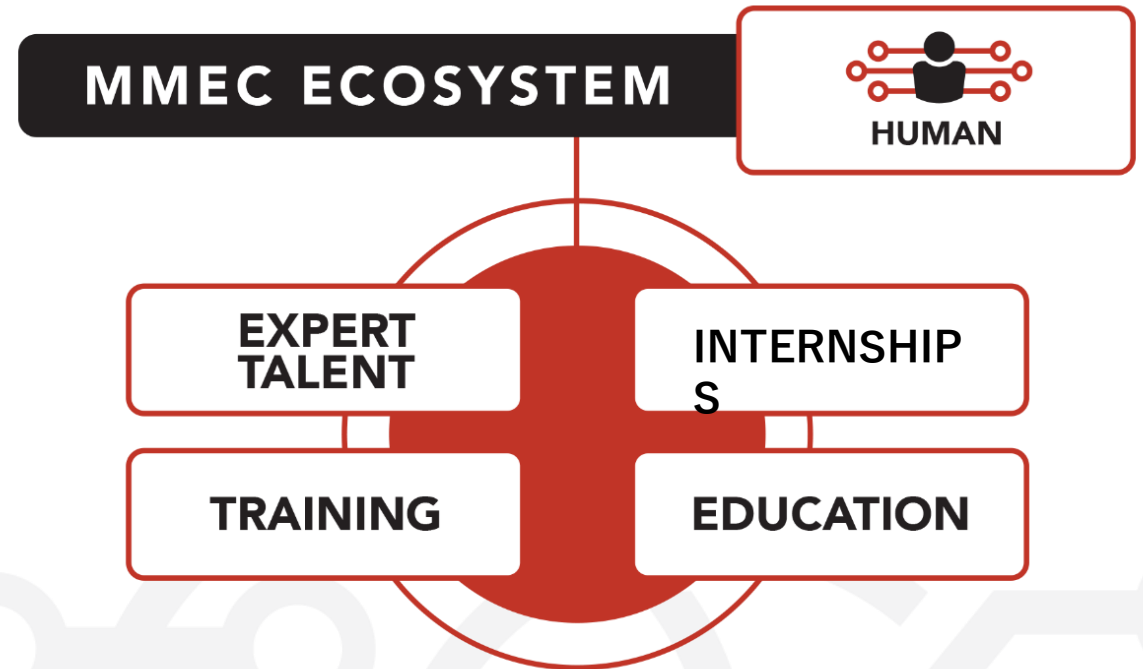 MMEC ECOSYSTEM
HUMAN
EXPERT
TALENT
INTERNSHIP
S
TRAINING
EDUCATION